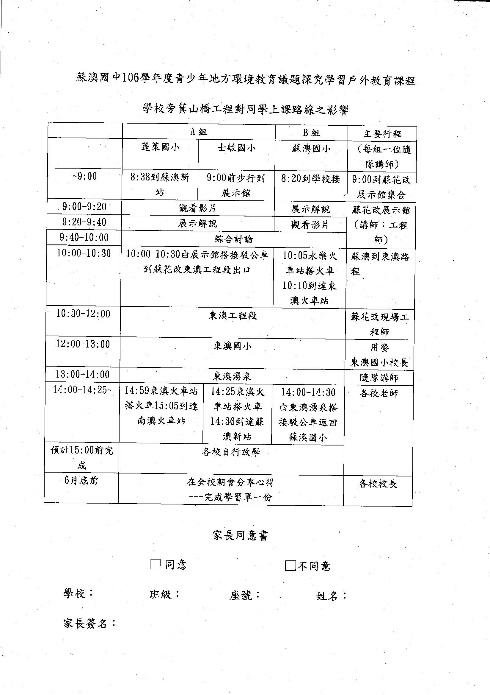 蘇澳國中106學年度青少年地方環境教育議題探究學習戶外教育課程
學校旁箕山橋工程對同學上課路線之影響
A組 B組 主要行程
蓬萊國小 士敏國小 蘇澳國小 (每組一位隨
隊講師)
~9:00 8:38到蘇澳新 9:00前步行到 8:20到學校接 9:00到蘇花改
站 展示館 展示館集合
9:00-9:20 觀看影片 展示解說 蘇花改展示館
9:20-9:40 展示解說 觀看影片 (講師:工程
9:40-10:00 綜合討論 師)
10:00-10:30 10:00-10:30自展示館搭接駁公車 10:05永樂火 蘇澳到東澳路
到蘇花改東澳工程段出口 車站搭火車 程
10:10到達東
澳火車站
10:30-12:00 東澳工程段 蘇花改現場工
程師
12:00-13:00 東澳國小 用餐
東澳國小校長
13:00-14:00 東澳湧泉 隨隊講師
14:00-14:25~ 14:59東澳火車站 14:25東澳火 14:00-14:30 各校老師
搭火車15:05到達 車站搭火車 自東澳湧泉搭
南澳火車站 14:36到達蘇 接駁公車返回
澳新站 蘇澳國小
預計15:00前完 各校自行放學
成
6月底前 在全校期會分享心得 各校校長
---完成學習單一份
家長同意書
□同意 □不同意
學校： 班級： 座號： 姓名：
家長簽名：